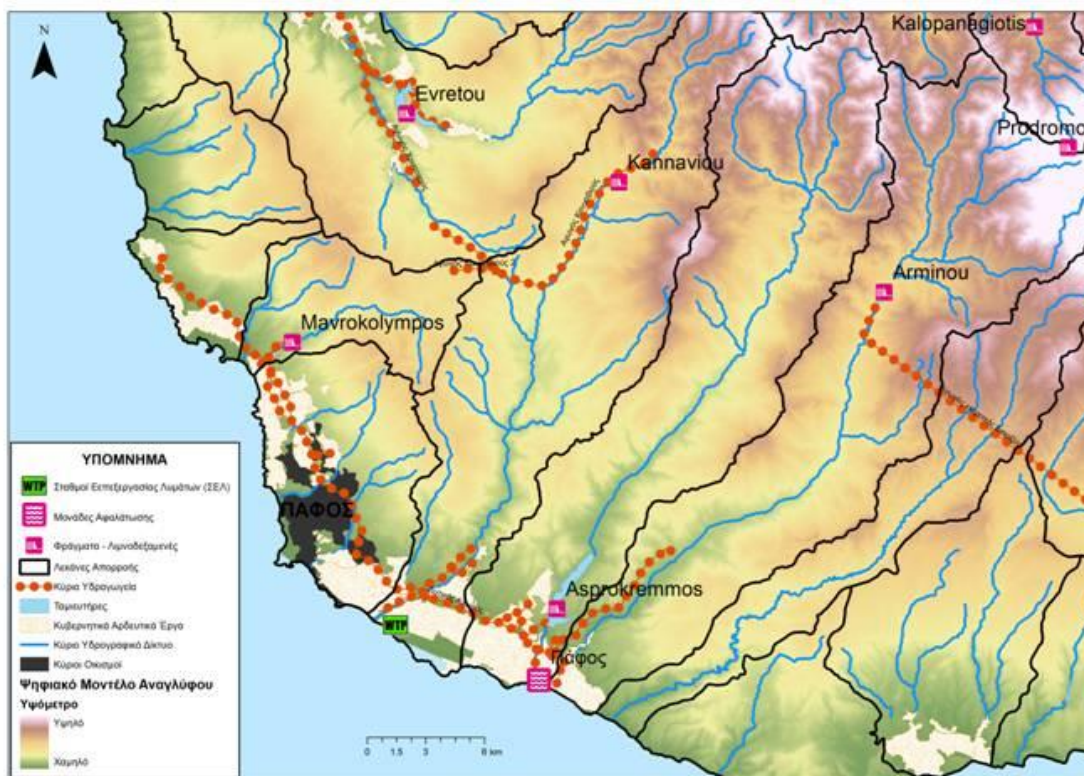 N
Kalopanagiotis
Evretou
Prodromo
Kannaviou
Arminou
Mavrokolympos
ΠΑΦΟΣ
Asprokremmos
Πάφος
WTP
0 1.5 3 6 km
ΥΠΟΜΝΗΜΑ
WTP Σταθμοί Εεπεξεργασίας Λυμάτων (ΣΕΛ)
Μονάδες Αφαλάτωσης
Φράγματα - Λιμνοδεξαμενές
Λεκάνες Απορροής
Κύρια Υδραγωγεία
Ταμιευτήρες
Κυβερνητικά Αρδευτικά Έργα
Κύριο Υδρογραφικό Δίκτυο
Κύριοι Οικισμοί
Ψηφιακό Μοντέλο Αναγλύφου
Υψόμετρο
Υψηλό
Χαμηλό